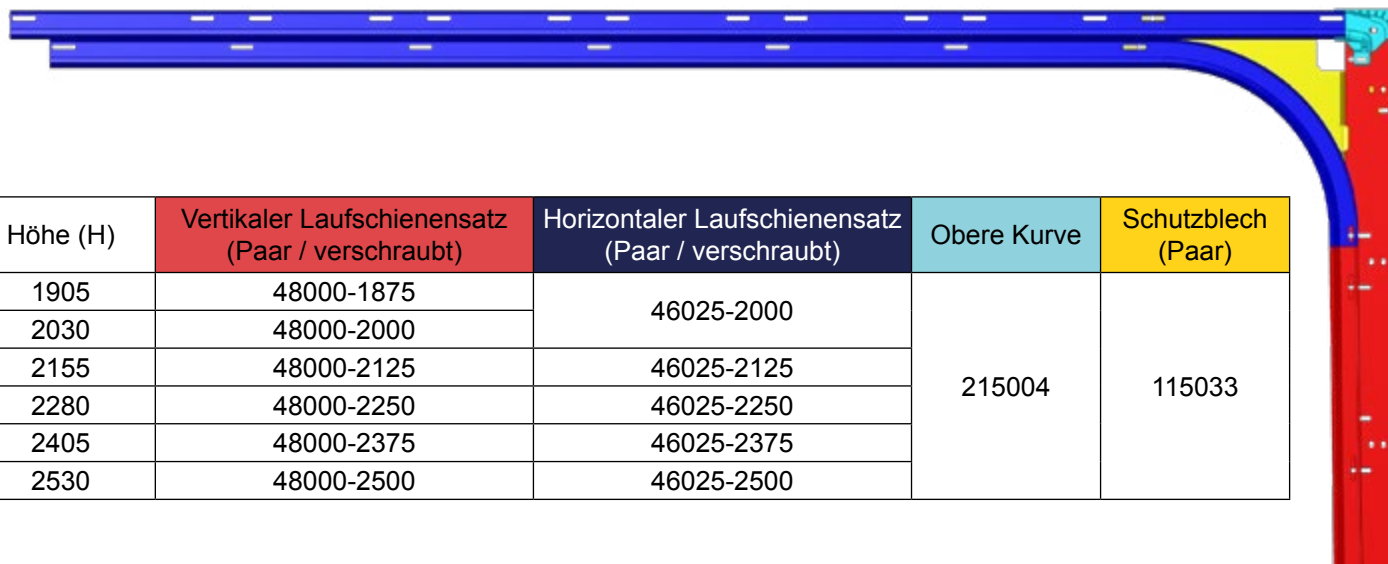 Höhe (H) Vertikaler Laufschienensatz (Paar / verschraubt) Horizontaler Laufschienensatz (Paar / verschraubt) Obere Kurve Schutzblech (Paar)
1905 48000-1875 46025-2000 215004 115033
2030 48000-2000
2155 48000-2125 46025-2125
2280 48000-2250 46025-2250
2405 48000-2375 46025-2375
2530 48000-2500 46025-2500